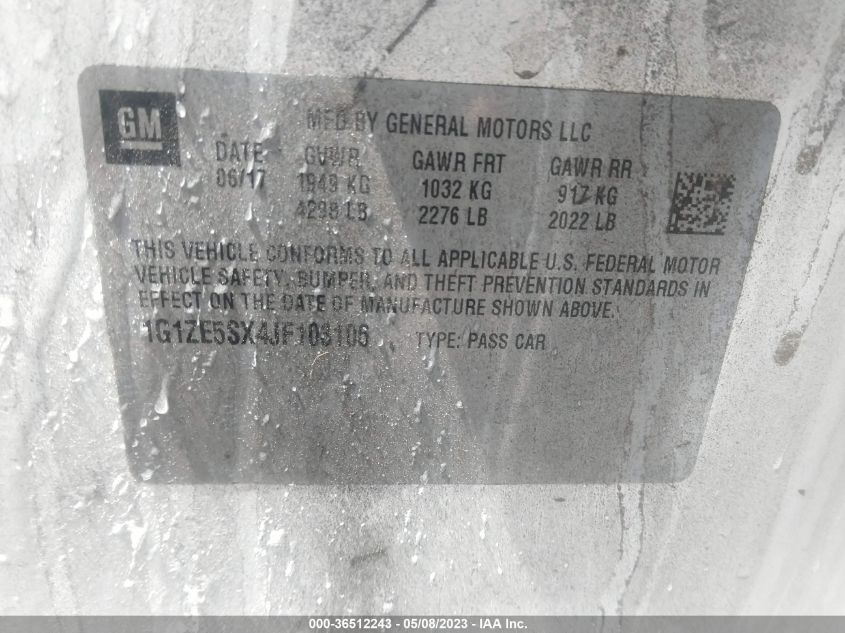 GM
MFD BY GENERAL MOTORS LLC
DATE GVWR GAWR FRT GAWR RR
06/17 1949 KG 1032 KG 917 KG
4298 LB 2276 LB 2022 LB
THIS VEHICLE CONFORMS TO ALL APPLICABLE U.S. FEDERAL MOTOR
VEHICLE SAFETY, BUMPER, AND THEFT PREVENTION STANDARDS IN
EFFECT ON THE DATE OF MANUFACTURE SHOWN ABOVE.
1G1ZE5SX4JF103106 TYPE: PASS CAR
000-36512243 - 05/08/2023 - IAA Inc.